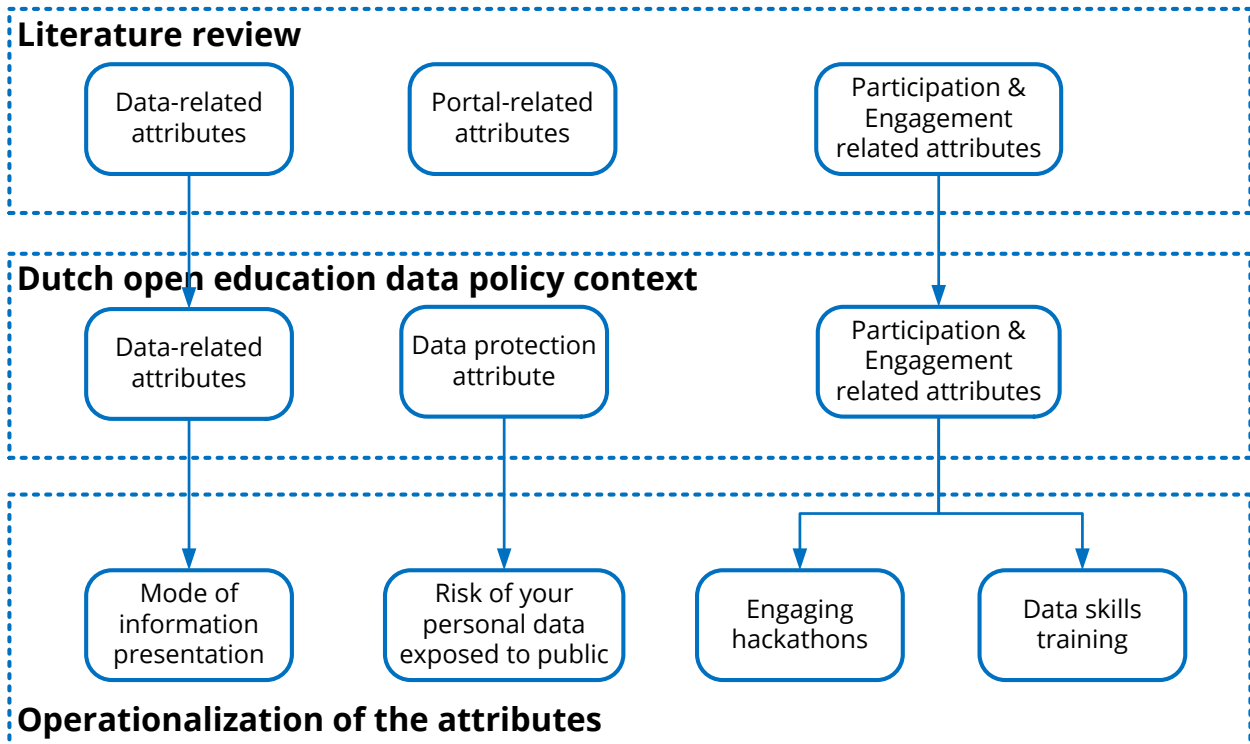 Literature review
Data-related
attributes
Portal-related
attributes
Participation &
Engagement
related attributes
Dutch open education data policy context
Data-related
attributes
Data protection
attribute
Participation &
Engagement
related attributes
Mode of
information
presentation
Risk of your
personal data
exposed to public
Engaging
hackathons
Data skills
training
Operationalization of the attributes